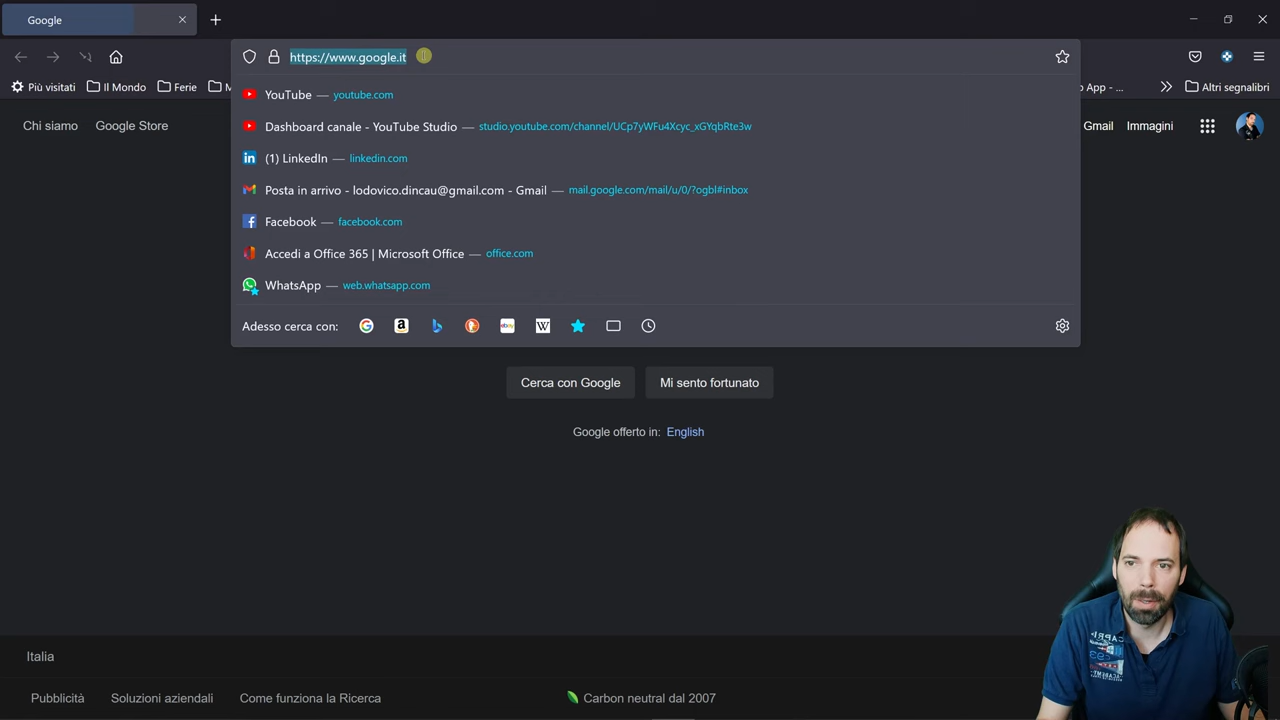 Google
https://www.google.it
Più visitati
Il Mondo
Ferie
App - ...
Altri segnalibri
YouTube — youtube.com
Dashboard canale - YouTube Studio — studio.youtube.com/channel/UCp7yWFu4Xcyc_xGYqbRte3w
(1) LinkedIn — linkedin.com
Posta in arrivo - lodovico.dincau@gmail.com - Gmail — mail.google.com/mail/u/0/?ogbl#inbox
Facebook — facebook.com
Accedi a Office 365 | Microsoft Office — office.com
WhatsApp — web.whatsapp.com
Adesso cerca con:
Chi siamo
Google Store
Gmail
Immagini
Cerca con Google
Mi sento fortunato
Google offerto in: English
Italia
Pubblicità
Soluzioni aziendali
Come funziona la Ricerca
Carbon neutral dal 2007